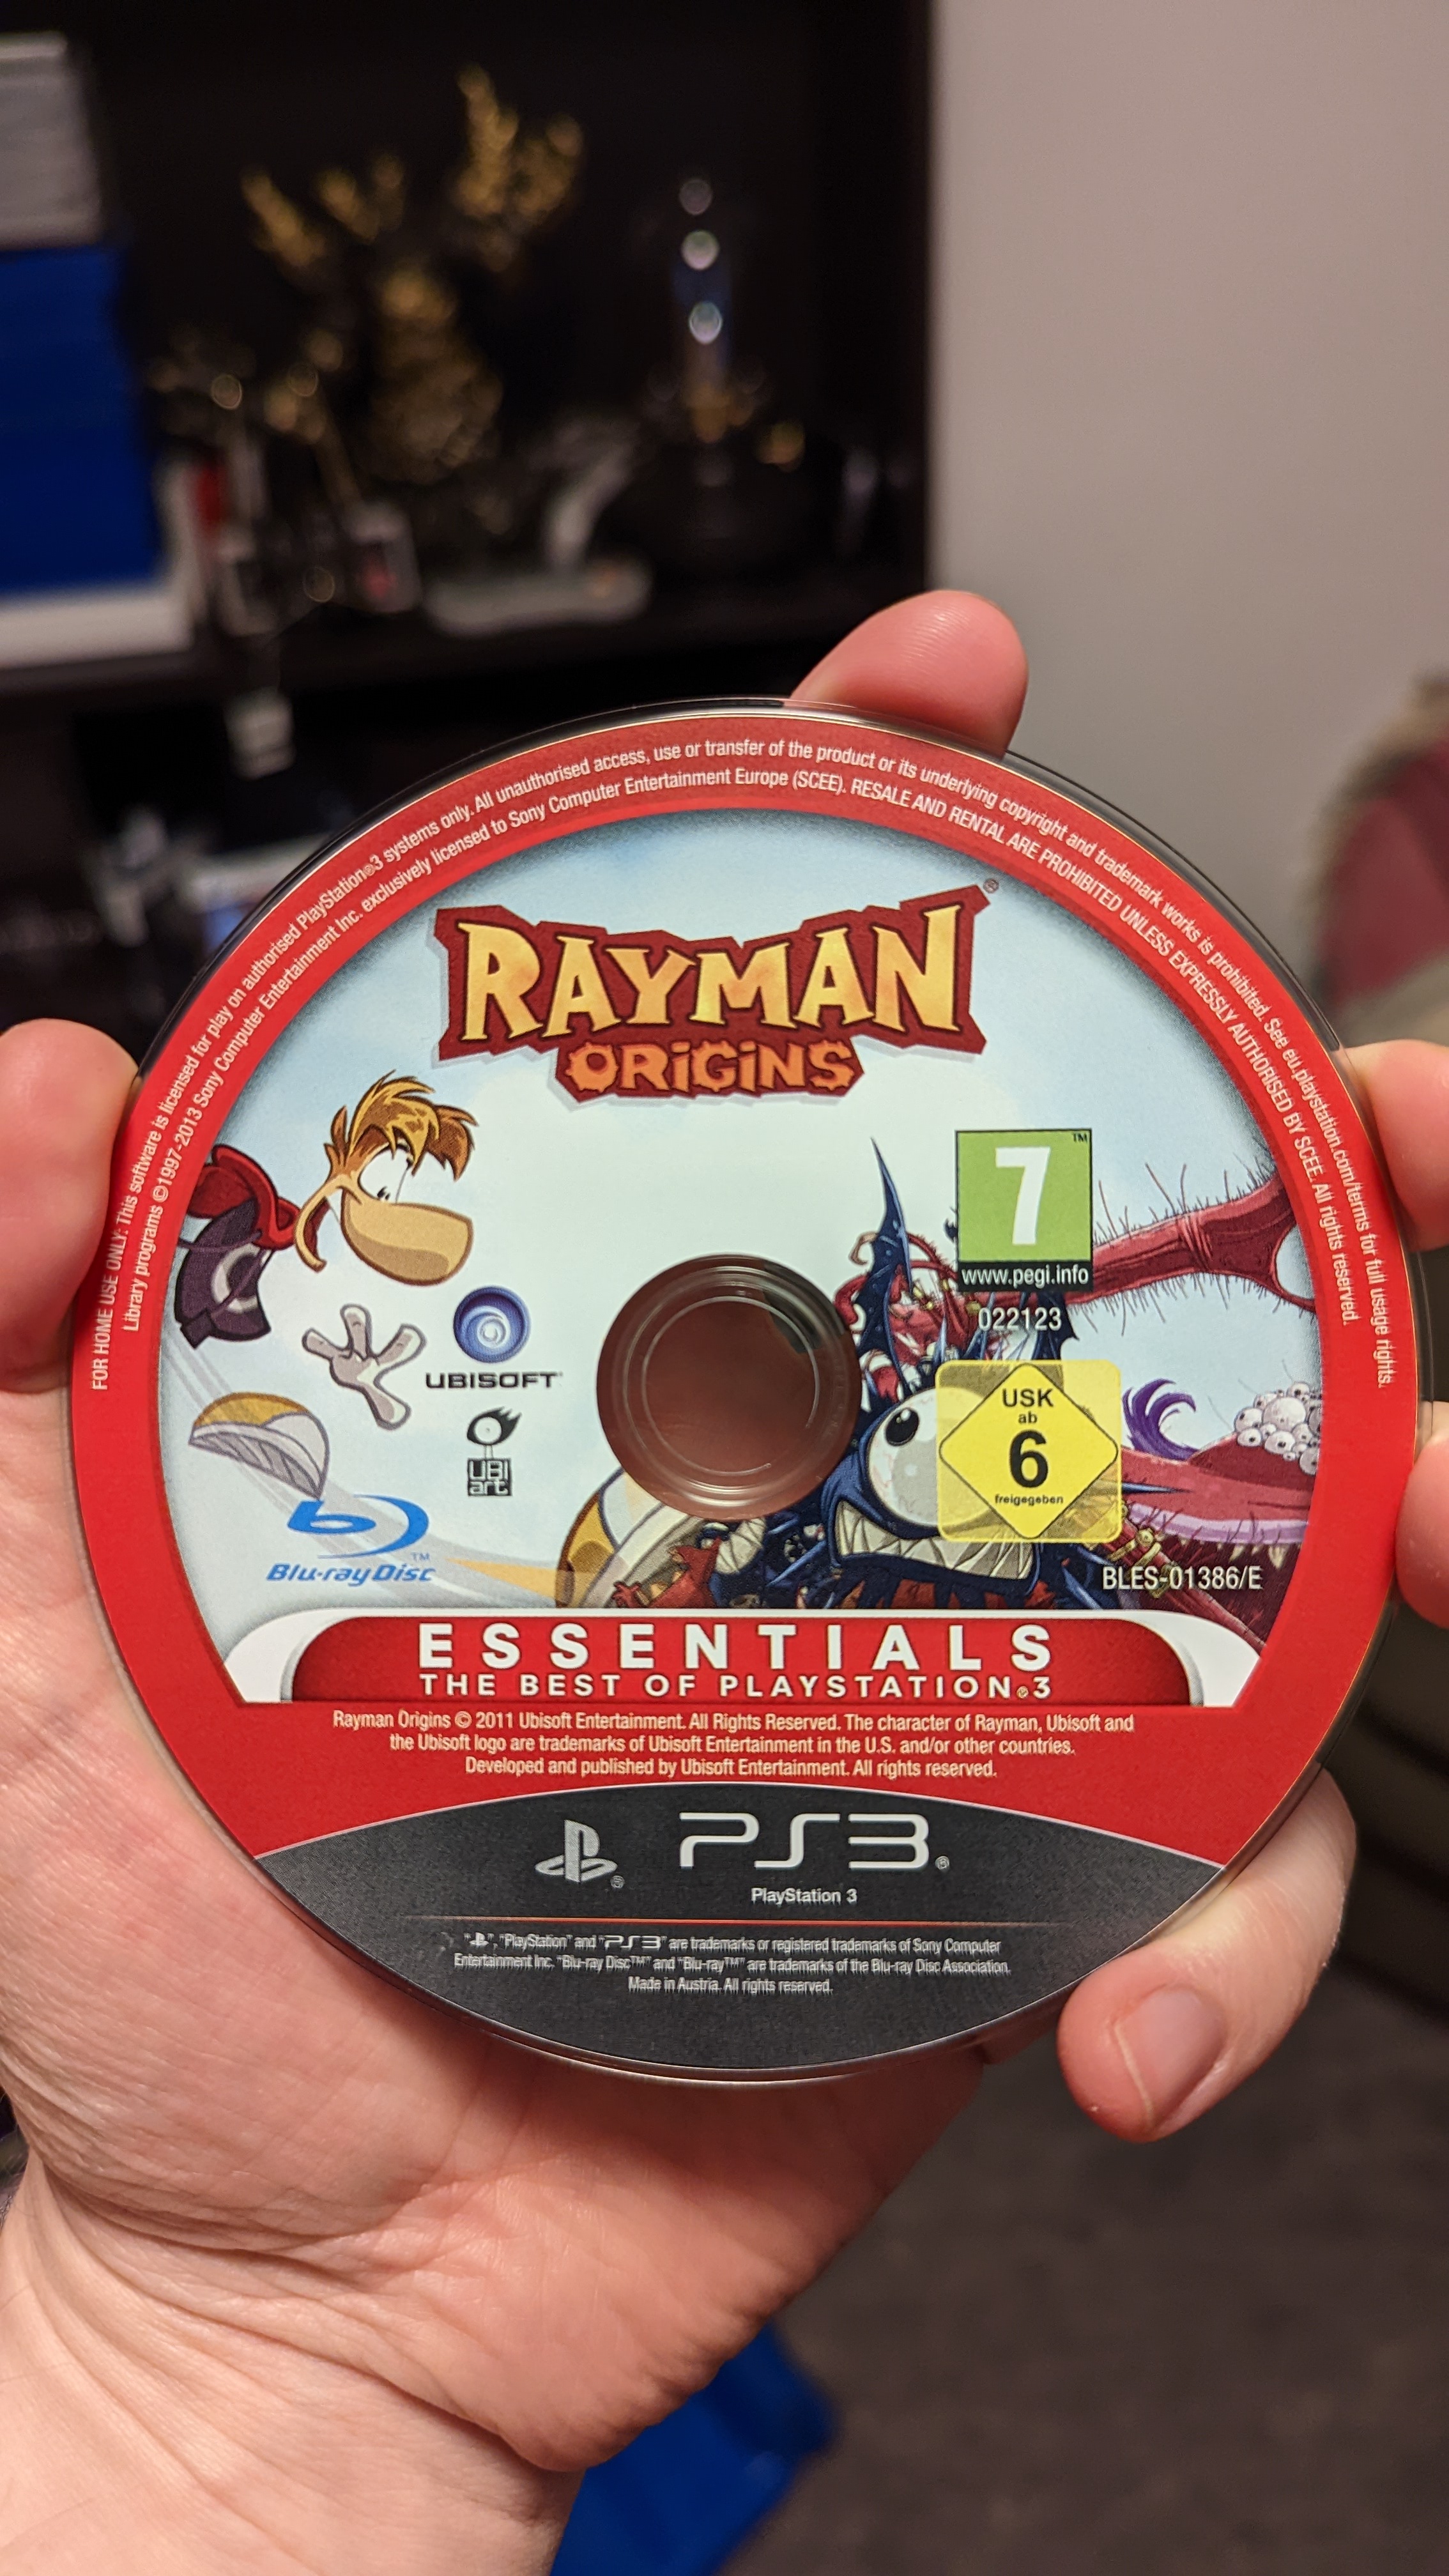 FOR HOME USE ONLY: This software is licensed for play on authorised PlayStation®3 systems only. All unauthorised access, use or transfer of the product or its underlying copyright and trademark works is prohibited. See eu.playstation.com/terms for full usage rights.
Library programs ©1997-2013 Sony Computer Entertainment Inc. exclusively licensed to Sony Computer Entertainment Europe (SCEE). RESALE AND RENTAL ARE PROHIBITED UNLESS EXPRESSLY AUTHORISED BY SCEE. All rights reserved.
RAYMAN®
ORIGINS
7™
www.pegi.info
022123
UBISOFT
USK
ab
6
freigegeben
UBI
art
Blu-ray Disc™
BLES-01386/E
ESSENTIALS
THE BEST OF PLAYSTATION®3
Rayman Origins © 2011 Ubisoft Entertainment. All Rights Reserved. The character of Rayman, Ubisoft and
the Ubisoft logo are trademarks of Ubisoft Entertainment in the U.S. and/or other countries.
Developed and published by Ubisoft Entertainment. All rights reserved.
PS3®
PlayStation 3
" ", "PlayStation" and "PS3" are trademarks or registered trademarks of Sony Computer
Entertainment Inc. "Blu-ray Disc™" and "Blu-ray™" are trademarks of the Blu-ray Disc Association.
Made in Austria. All rights reserved.